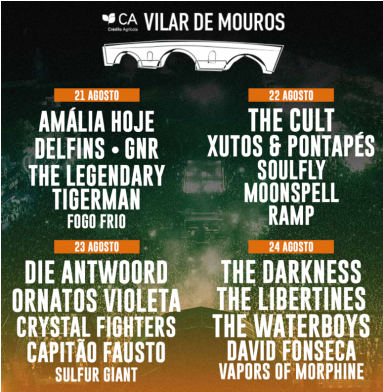 CA
Crédito Agrícola
VILAR DE MOUROS
21 AGOSTO
AMÁLIA HOJE
DELFINS • GNR
THE LEGENDARY
TIGERMAN
FOGO FRIO
22 AGOSTO
THE CULT
XUTOS & PONTAPÉS
SOULFLY
MOONSPELL
RAMP
23 AGOSTO
DIE ANTWOORD
ORNATOS VIOLETA
CRYSTAL FIGHTERS
CAPITÃO FAUSTO
SULFUR GIANT
24 AGOSTO
THE DARKNESS
THE LIBERTINES
THE WATERBOYS
DAVID FONSECA
VAPORS OF MORPHINE